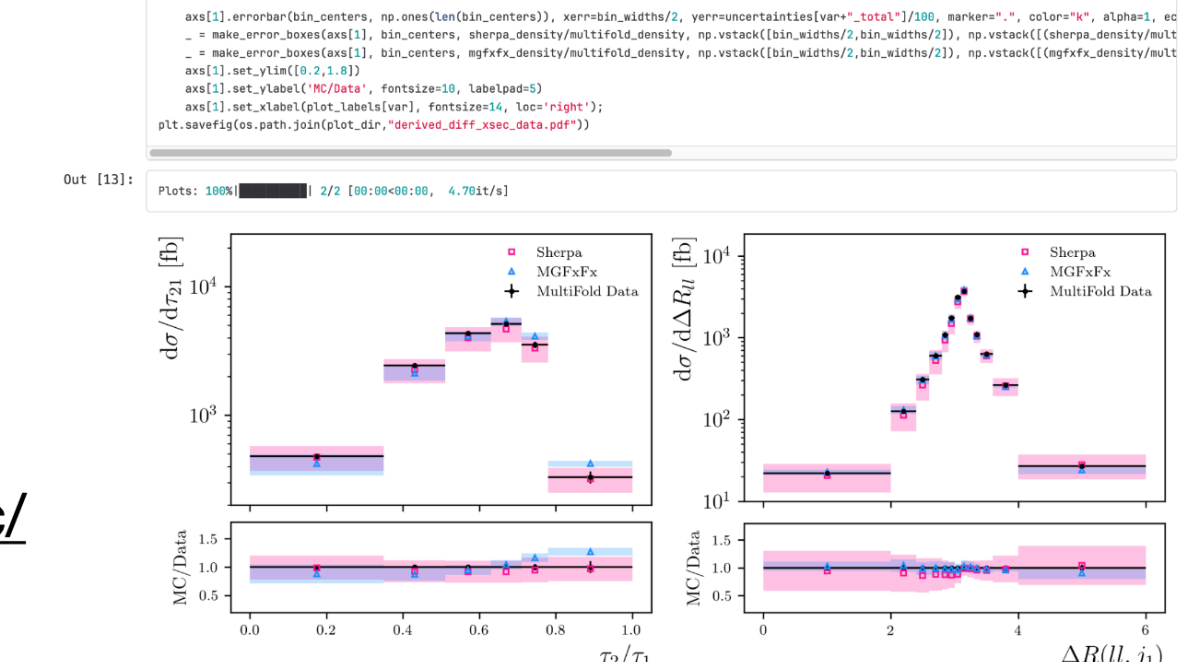 axs[1].errorbar(bin_centers, np.ones(len(bin_centers)), xerr=bin_widths/2, yerr=uncertainties[var+"_total"]/100, marker=".", color="k", alpha=1, ec
_ = make_error_boxes(axs[1], bin_centers, sherpa_density/multifold_density, np.vstack([bin_widths/2,bin_widths/2]), np.vstack([(sherpa_density/mult
_ = make_error_boxes(axs[1], bin_centers, mgfxfx_density/multifold_density, np.vstack([bin_widths/2,bin_widths/2]), np.vstack([(mgfxfx_density/mult
axs[1].set_ylim([0.2,1.8])
axs[1].set_ylabel('MC/Data', fontsize=10, labelpad=5)
axs[1].set_xlabel(plot_labels[var], fontsize=14, loc='right');
plt.savefig(os.path.join(plot_dir,"derived_diff_xsec_data.pdf"))
Out [13]:
Plots: 100%|██████████| 2/2 [00:00<00:00, 4.70it/s]
dσ/dτ₂₁ [fb]
10⁴
10³
Sherpa
MGFxFx
MultiFold Data
MC/Data
1.5
1.0
0.5
0.0 0.2 0.4 0.6 0.8 1.0
τ₂/τ₁
dσ/dΔR_ll [fb]
10⁴
10³
10²
10¹
Sherpa
MGFxFx
MultiFold Data
MC/Data
1.5
1.0
0.5
0 2 4 6
ΔR(ll, j₁)